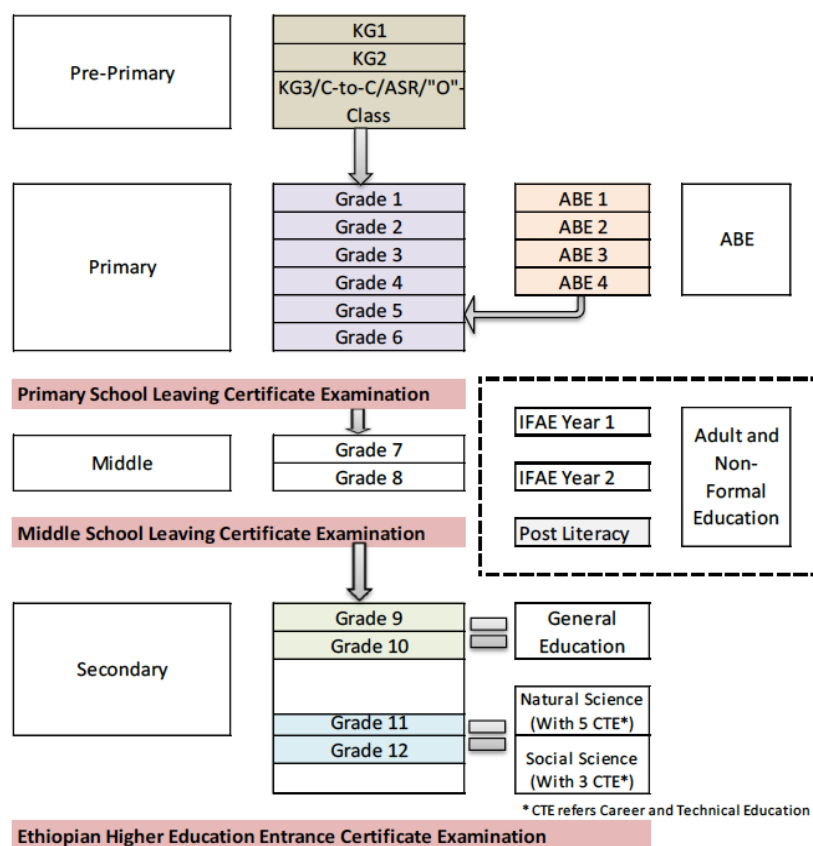 Pre-Primary
KG1
KG2
KG3/C-to-C/ASR/"O"-
Class
Primary
Grade 1
Grade 2
Grade 3
Grade 4
Grade 5
Grade 6
ABE 1
ABE 2
ABE 3
ABE 4
ABE
Primary School Leaving Certificate Examination
Middle
Grade 7
Grade 8
IFAE Year 1
IFAE Year 2
Post Literacy
Adult and
Non-
Formal
Education
Middle School Leaving Certificate Examination
Secondary
Grade 9
Grade 10
General
Education
Grade 11
Grade 12
Natural Science
(With 5 CTE*)
Social Science
(With 3 CTE*)
* CTE refers Career and Technical Education
Ethiopian Higher Education Entrance Certificate Examination